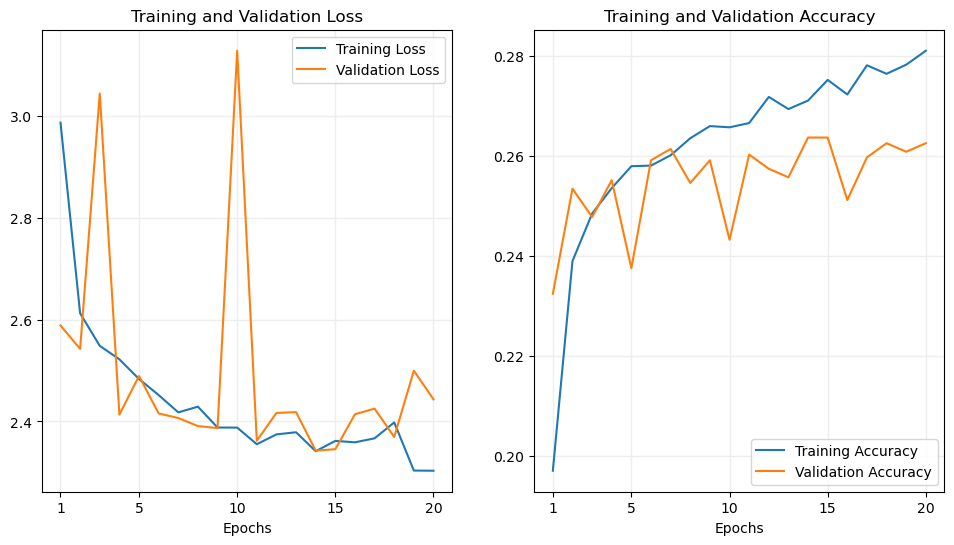 Training and Validation Loss
Training Loss
Validation Loss
3.0
2.8
2.6
2.4
1
5
10
15
20
Epochs
Training and Validation Accuracy
0.28
0.26
0.24
0.22
0.20
Training Accuracy
Validation Accuracy
1
5
10
15
20
Epochs